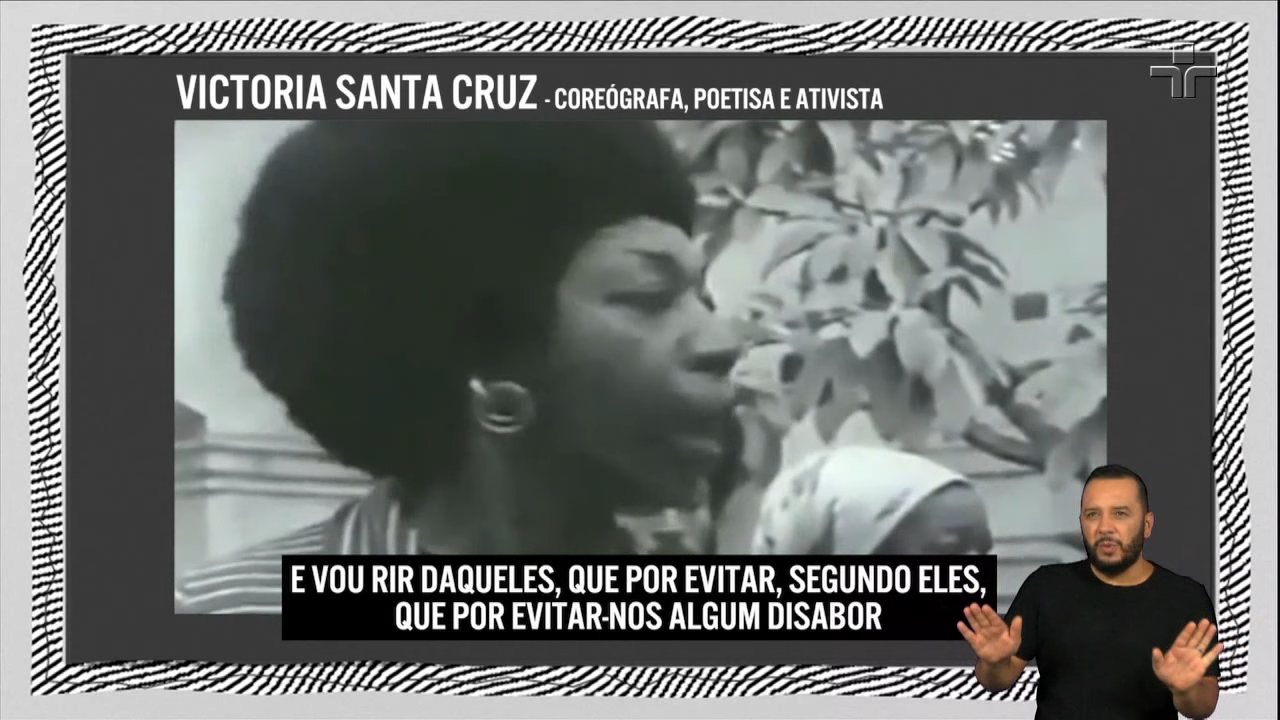 VICTORIA SANTA CRUZ - COREÓGRAFA, POETISA E ATIVISTA
E VOU RIR DAQUELES, QUE POR EVITAR, SEGUNDO ELES,
QUE POR EVITAR-NOS ALGUM DISABOR